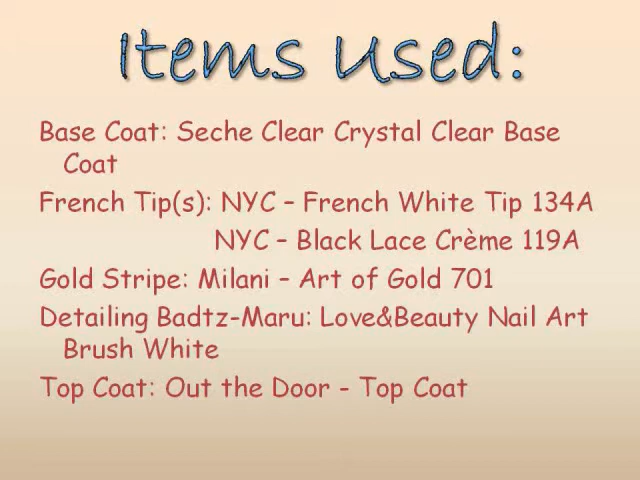 Items Used:
Base Coat: Seche Clear Crystal Clear Base
Coat
French Tip(s): NYC – French White Tip 134A
NYC – Black Lace Crème 119A
Gold Stripe: Milani – Art of Gold 701
Detailing Badtz-Maru: Love&Beauty Nail Art
Brush White
Top Coat: Out the Door - Top Coat